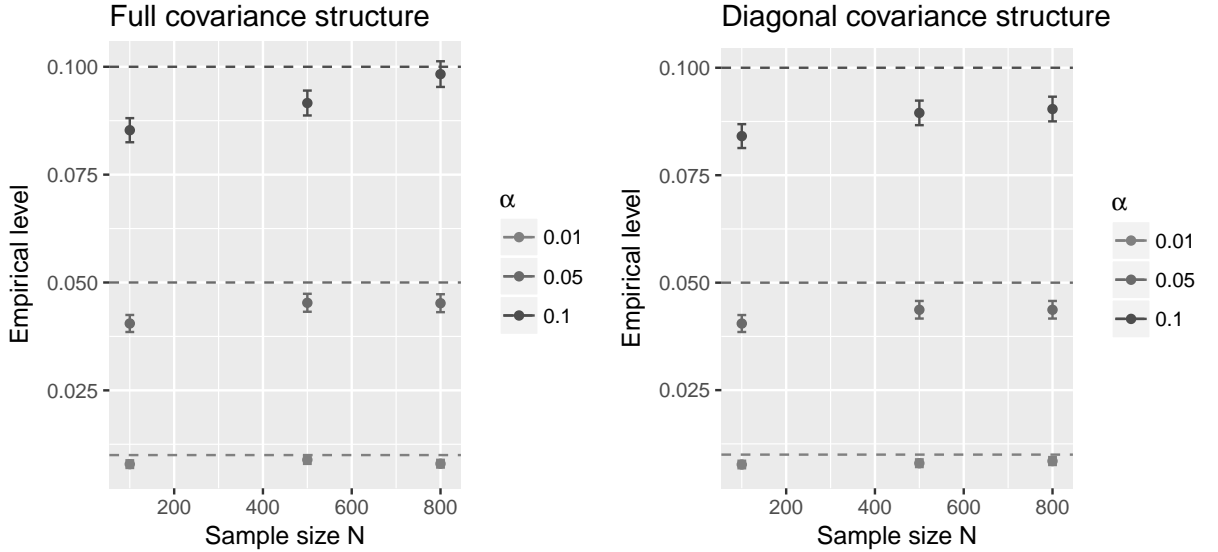 Full covariance structure
0.100
0.075
0.050
0.025
Empirical level
200 400 600 800
Sample size N
α
0.01
0.05
0.1
Diagonal covariance structure
0.100
0.075
0.050
0.025
Empirical level
200 400 600 800
Sample size N
α
0.01
0.05
0.1